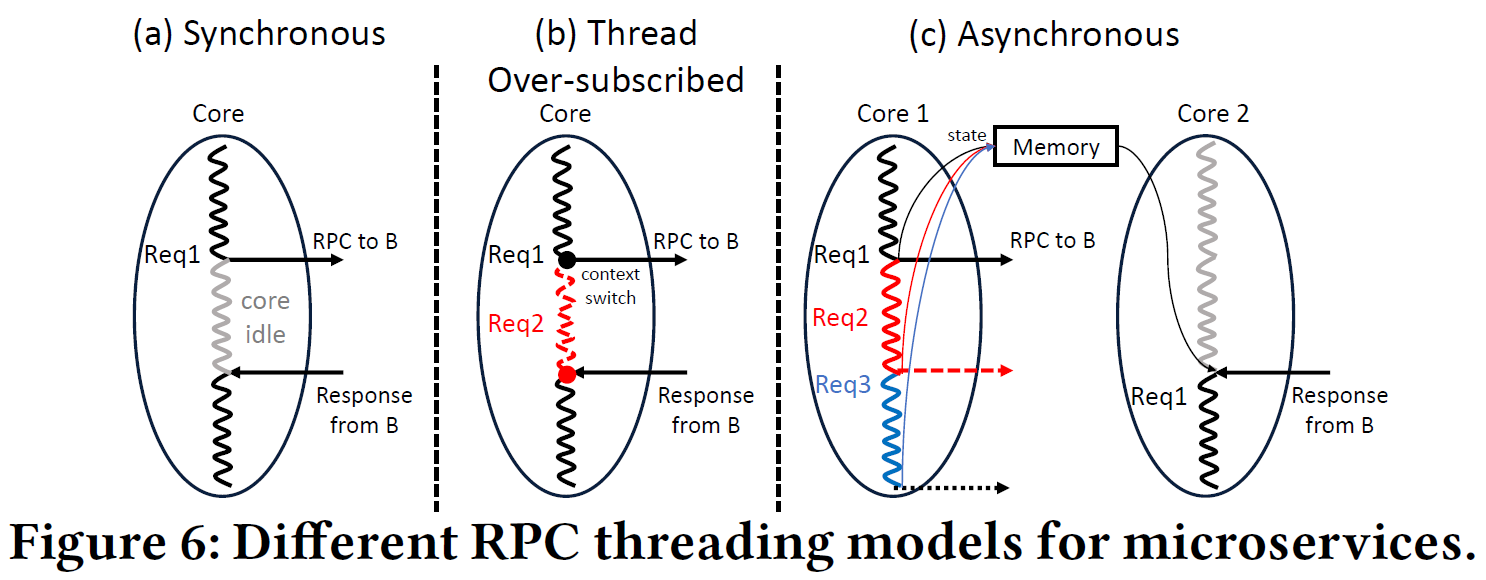 (a) Synchronous
Core
Req1
RPC to B
core
idle
Response
from B
(b) Thread
Over-subscribed
Core
Req1
RPC to B
context
switch
Req2
Response
from B
(c) Asynchronous
Core 1
Core 2
state
Memory
Req1
RPC to B
Req2
Req3
Req1
Response
from B
Figure 6: Different RPC threading models for microservices.